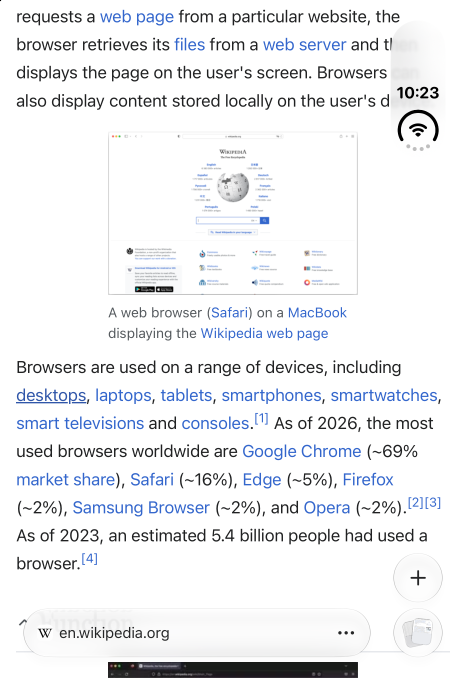 requests a web page from a particular website, the
browser retrieves its files from a web server and then
displays the page on the user's screen. Browsers can
also display content stored locally on the user's
10:23
WIKIPEDIA
A web browser (Safari) on a MacBook
displaying the Wikipedia web page
Browsers are used on a range of devices, including
desktops, laptops, tablets, smartphones, smartwatches,
smart televisions and consoles.[1] As of 2026, the most
used browsers worldwide are Google Chrome (~69%
market share), Safari (~16%), Edge (~5%), Firefox
(~2%), Samsung Browser (~2%), and Opera (~2%).[2][3]
As of 2023, an estimated 5.4 billion people had used a
browser.[4]
Function
W en.wikipedia.org